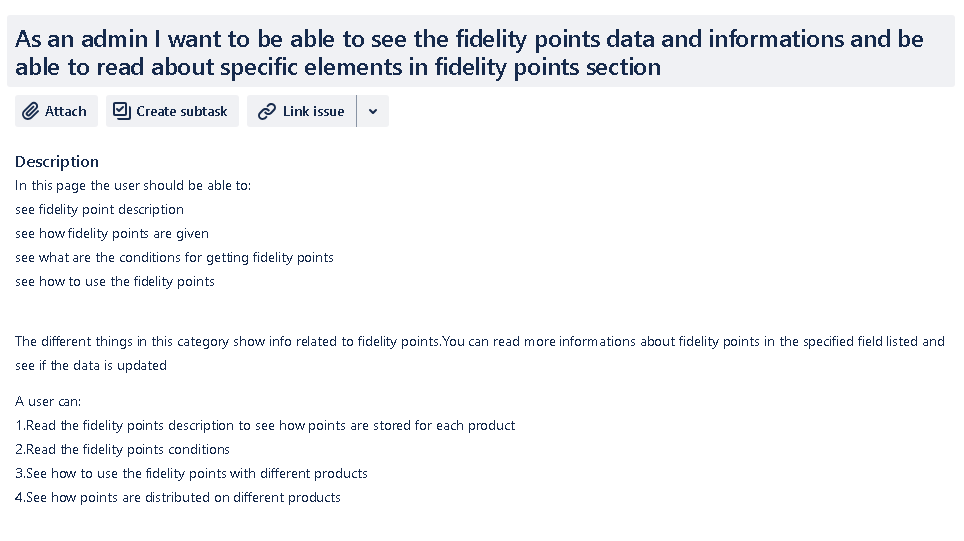 As an admin I want to be able to see the fidelity points data and informations and be
able to read about specific elements in fidelity points section
Attach
Create subtask
Link issue
Description
In this page the user should be able to:
see fidelity point description
see how fidelity points are given
see what are the conditions for getting fidelity points
see how to use the fidelity points
The different things in this category show info related to fidelity points.You can read more informations about fidelity points in the specified field listed and
see if the data is updated
A user can:
1.Read the fidelity points description to see how points are stored for each product
2.Read the fidelity points conditions
3.See how to use the fidelity points with different products
4.See how points are distributed on different products